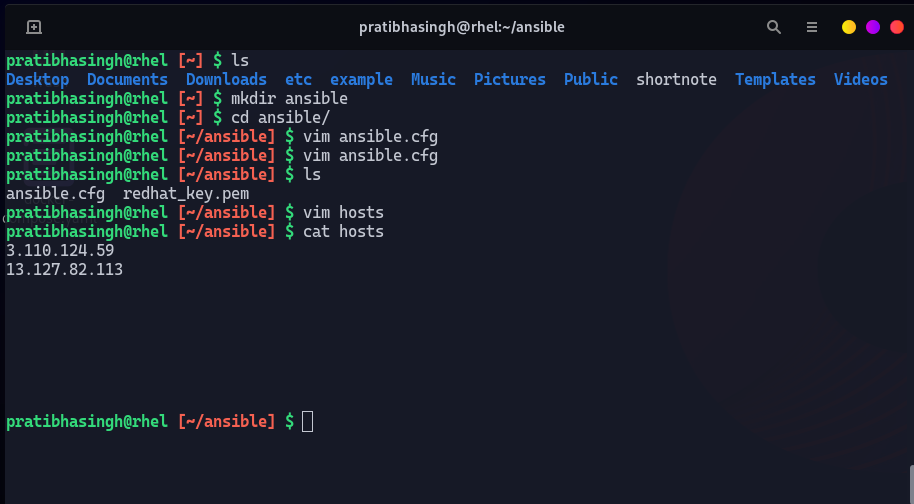 pratibhasingh@rhel:~/ansible
pratibhasingh@rhel [~] $ ls
Desktop Documents Downloads etc example Music Pictures Public shortnote Templates Videos
pratibhasingh@rhel [~] $ mkdir ansible
pratibhasingh@rhel [~] $ cd ansible/
pratibhasingh@rhel [~/ansible] $ vim ansible.cfg
pratibhasingh@rhel [~/ansible] $ vim ansible.cfg
pratibhasingh@rhel [~/ansible] $ ls
ansible.cfg redhat_key.pem
pratibhasingh@rhel [~/ansible] $ vim hosts
pratibhasingh@rhel [~/ansible] $ cat hosts
3.110.124.59
13.127.82.113
pratibhasingh@rhel [~/ansible] $